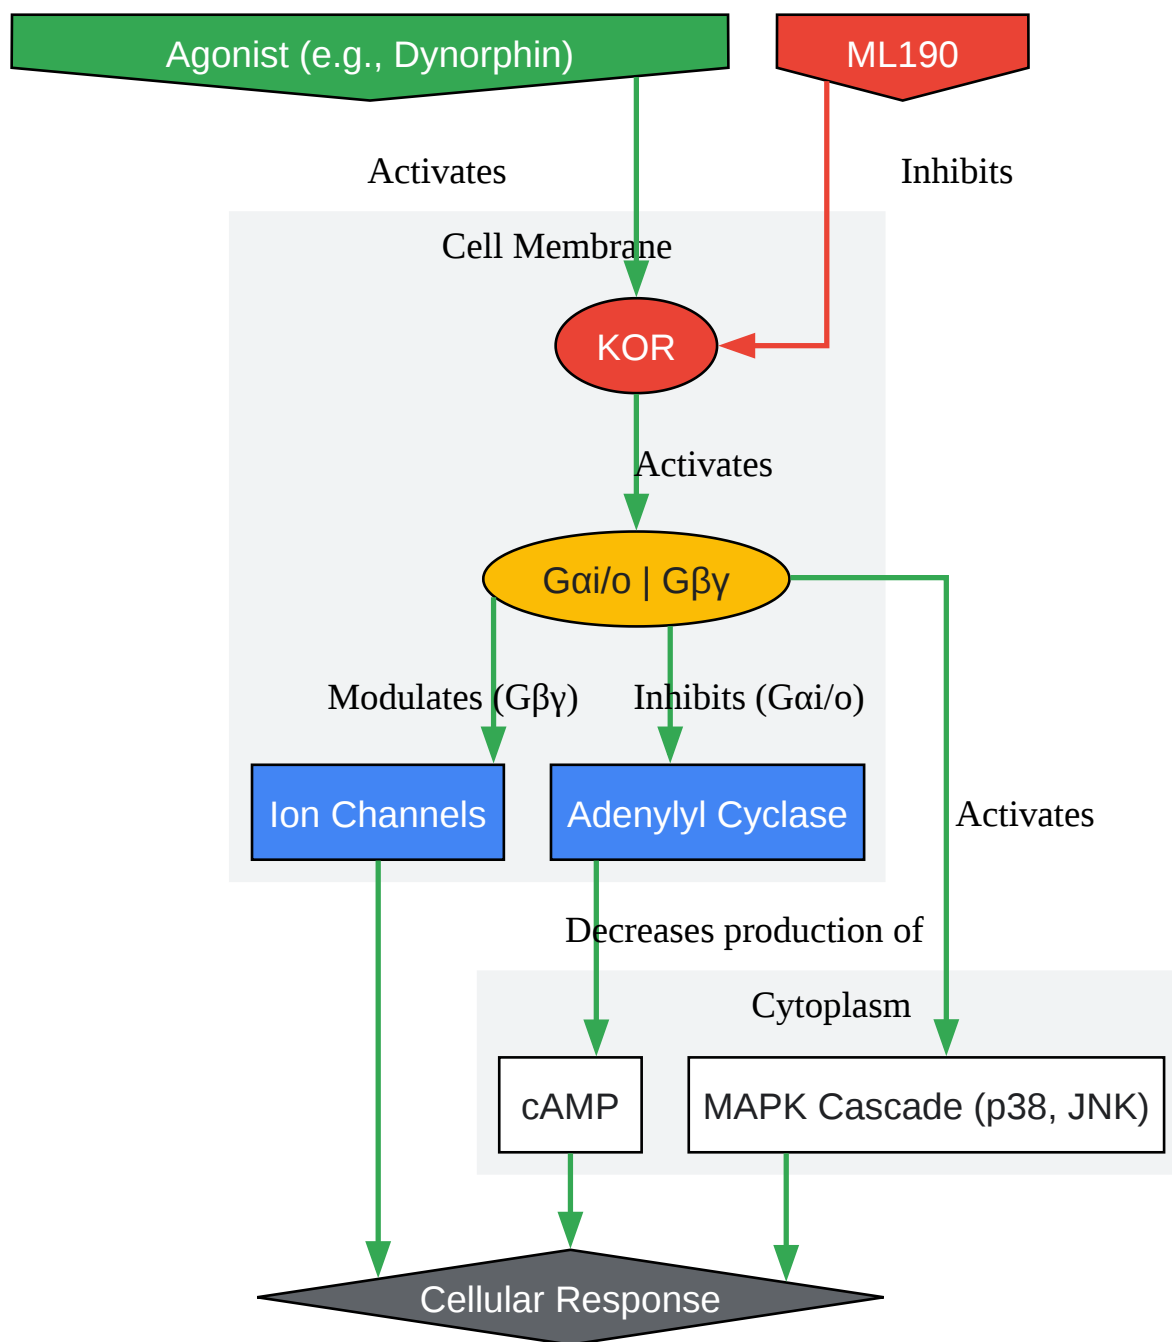 Agonist (e.g., Dynorphin)
ML190
Activates
Inhibits
Cell Membrane
KOR
Activates
Gαi/o | Gβγ
Modulates (Gβγ)
Inhibits (Gαi/o)
Ion Channels
Adenylyl Cyclase
Activates
Decreases production of
Cytoplasm
cAMP
MAPK Cascade (p38, JNK)
Cellular Response